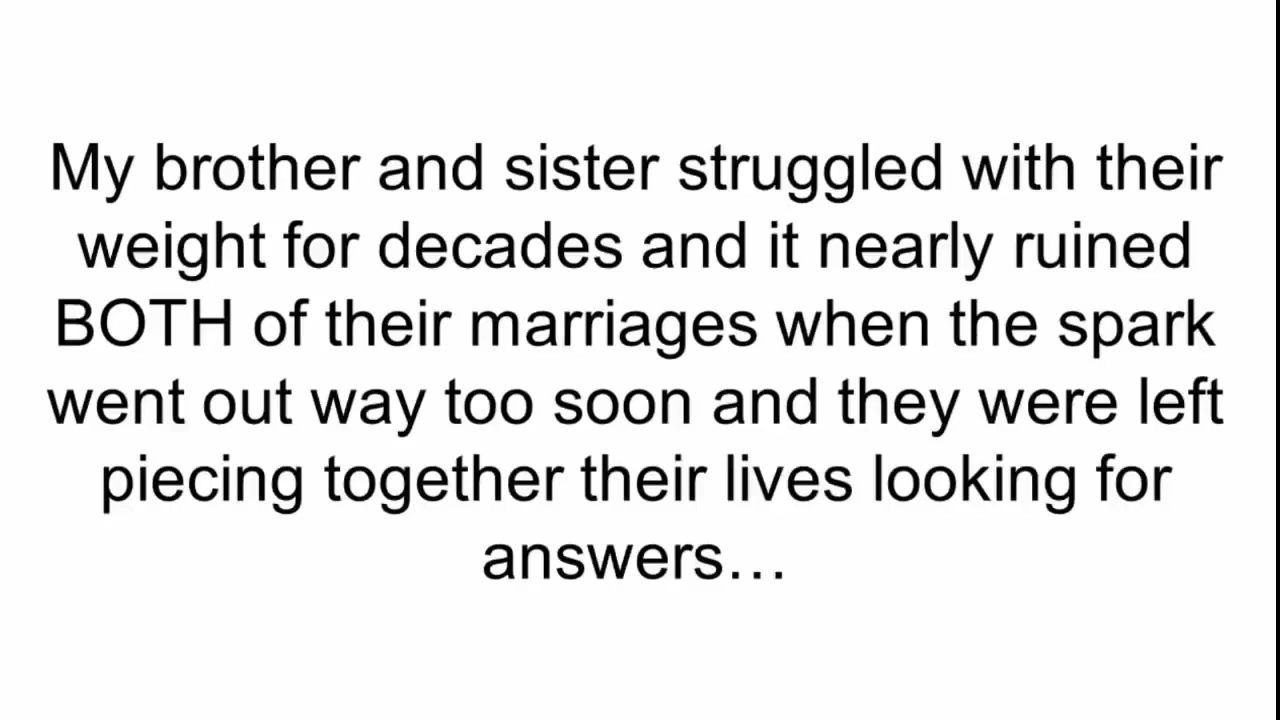 My brother and sister struggled with their
weight for decades and it nearly ruined
BOTH of their marriages when the spark
went out way too soon and they were left
piecing together their lives looking for
answers…